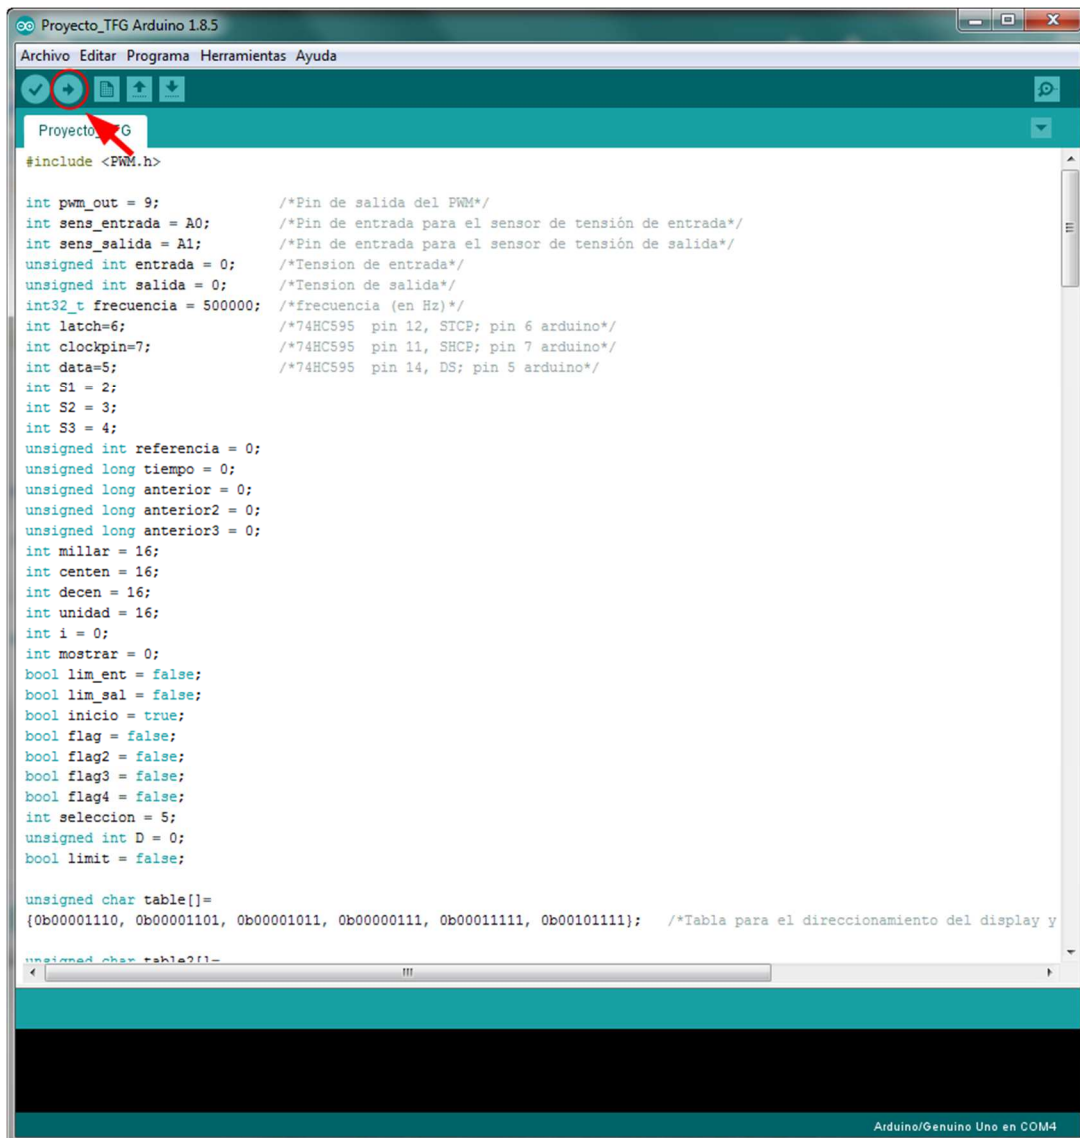 Proyecto_TFG Arduino 1.8.5
Archivo Editar Programa Herramientas Ayuda
Proyecto_TFG
#include <PWM.h>
int pwm_out = 9; /*Pin de salida del PWM*/
int sens_entrada = A0; /*Pin de entrada para el sensor de tensión de entrada*/
int sens_salida = A1; /*Pin de entrada para el sensor de tensión de salida*/
unsigned int entrada = 0; /*Tension de entrada*/
unsigned int salida = 0; /*Tension de salida*/
int32_t frecuencia = 500000; /*frecuencia (en Hz)*/
int latch=6; /*74HC595 pin 12, STCP; pin 6 arduino*/
int clockpin=7; /*74HC595 pin 11, SHCP; pin 7 arduino*/
int data=5; /*74HC595 pin 14, DS; pin 5 arduino*/
int S1 = 2;
int S2 = 3;
int S3 = 4;
unsigned int referencia = 0;
unsigned long tiempo = 0;
unsigned long anterior = 0;
unsigned long anterior2 = 0;
unsigned long anterior3 = 0;
int millar = 16;
int centen = 16;
int decen = 16;
int unidad = 16;
int i = 0;
int mostrar = 0;
bool lim_ent = false;
bool lim_sal = false;
bool inicio = true;
bool flag = false;
bool flag2 = false;
bool flag3 = false;
bool flag4 = false;
int seleccion = 5;
unsigned int D = 0;
bool limit = false;
unsigned char table[]=
{0b00001110, 0b00001101, 0b00001011, 0b00000111, 0b00011111, 0b00101111}; /*Tabla para el direccionamiento del display y
unsigned char table2[]=
Arduino/Genuino Uno en COM4